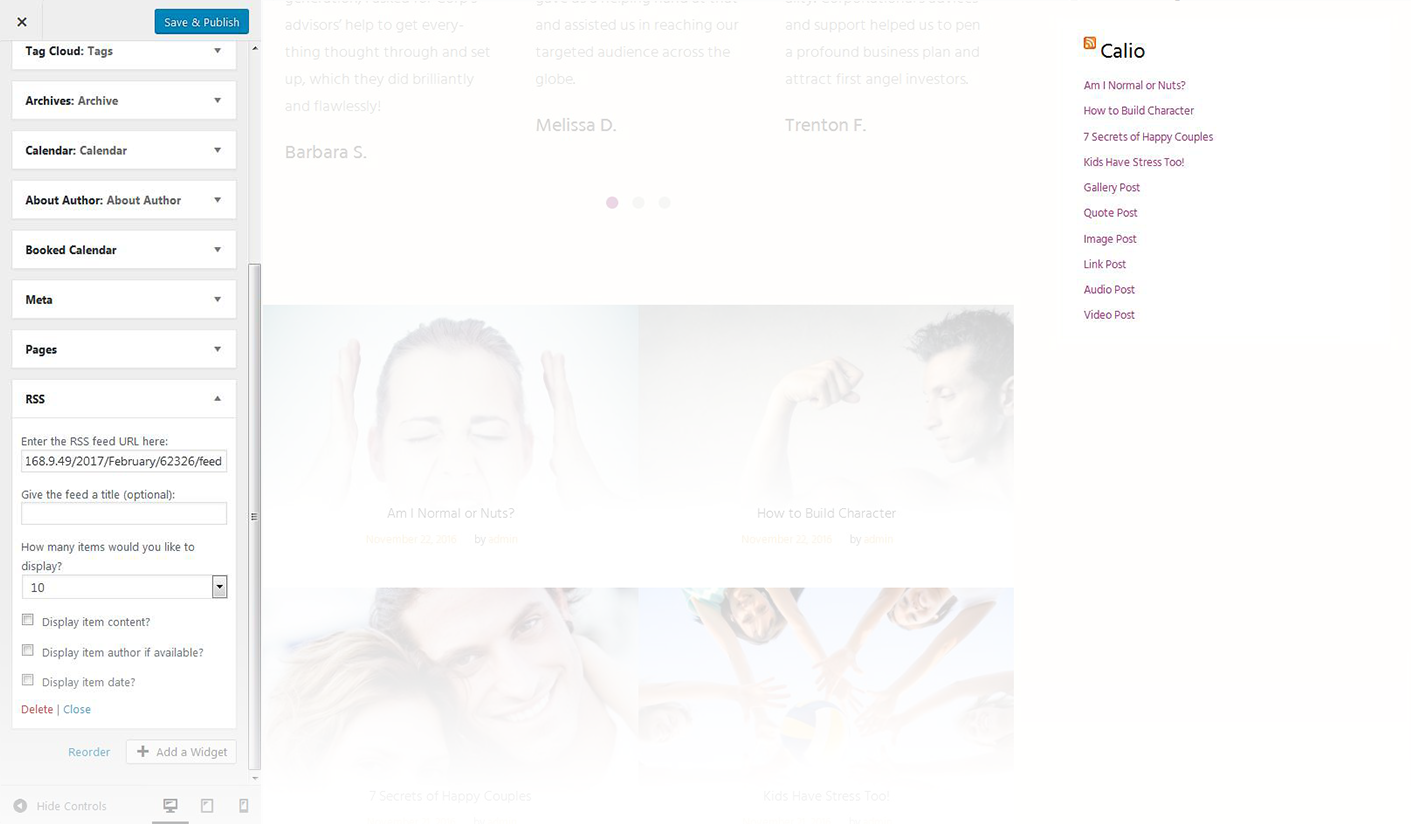 Save & Publish
Tag Cloud: Tags
Archives: Archive
Calendar: Calendar
About Author: About Author
Booked Calendar
Meta
Pages
RSS
Enter the RSS feed URL here:
168.9.49/2017/February/62326/feed
Give the feed a title (optional):
How many items would you like to
display?
10
Display item content?
Display item author if available?
Display item date?
Delete | Close
Reorder
Add a Widget
Hide Controls
advisors' help to get every-
thing thought through and set
up, which they did brilliantly
and flawlessly!
Barbara S.
and assisted us in reaching our
targeted audience across the
globe.
Melissa D.
and support helped us to pen
a profound business plan and
attract first angel investors.
Trenton F.
Am I Normal or Nuts?
November 22, 2016 by admin
How to Build Character
November 22, 2016 by admin
7 Secrets of Happy Couples
Kids Have Stress Too!
Calio
Am I Normal or Nuts?
How to Build Character
7 Secrets of Happy Couples
Kids Have Stress Too!
Gallery Post
Quote Post
Image Post
Link Post
Audio Post
Video Post